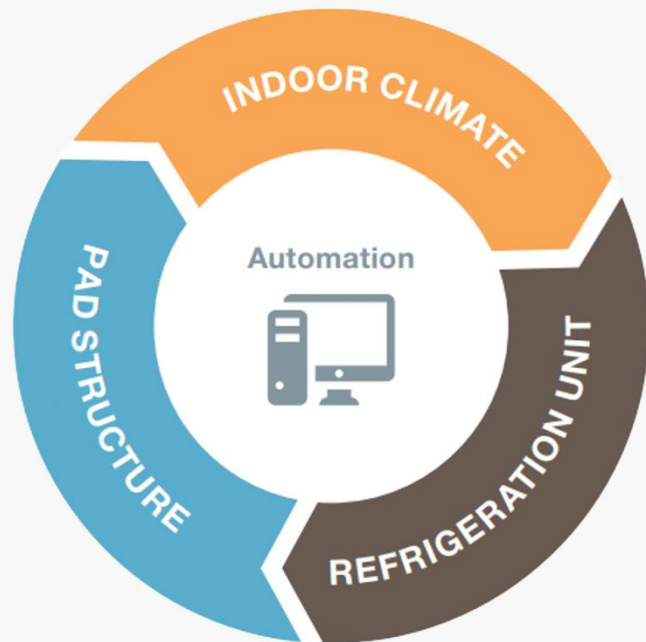 INDOOR CLIMATE
Automation
PAD STRUCTURE
REFRIGERATION UNIT